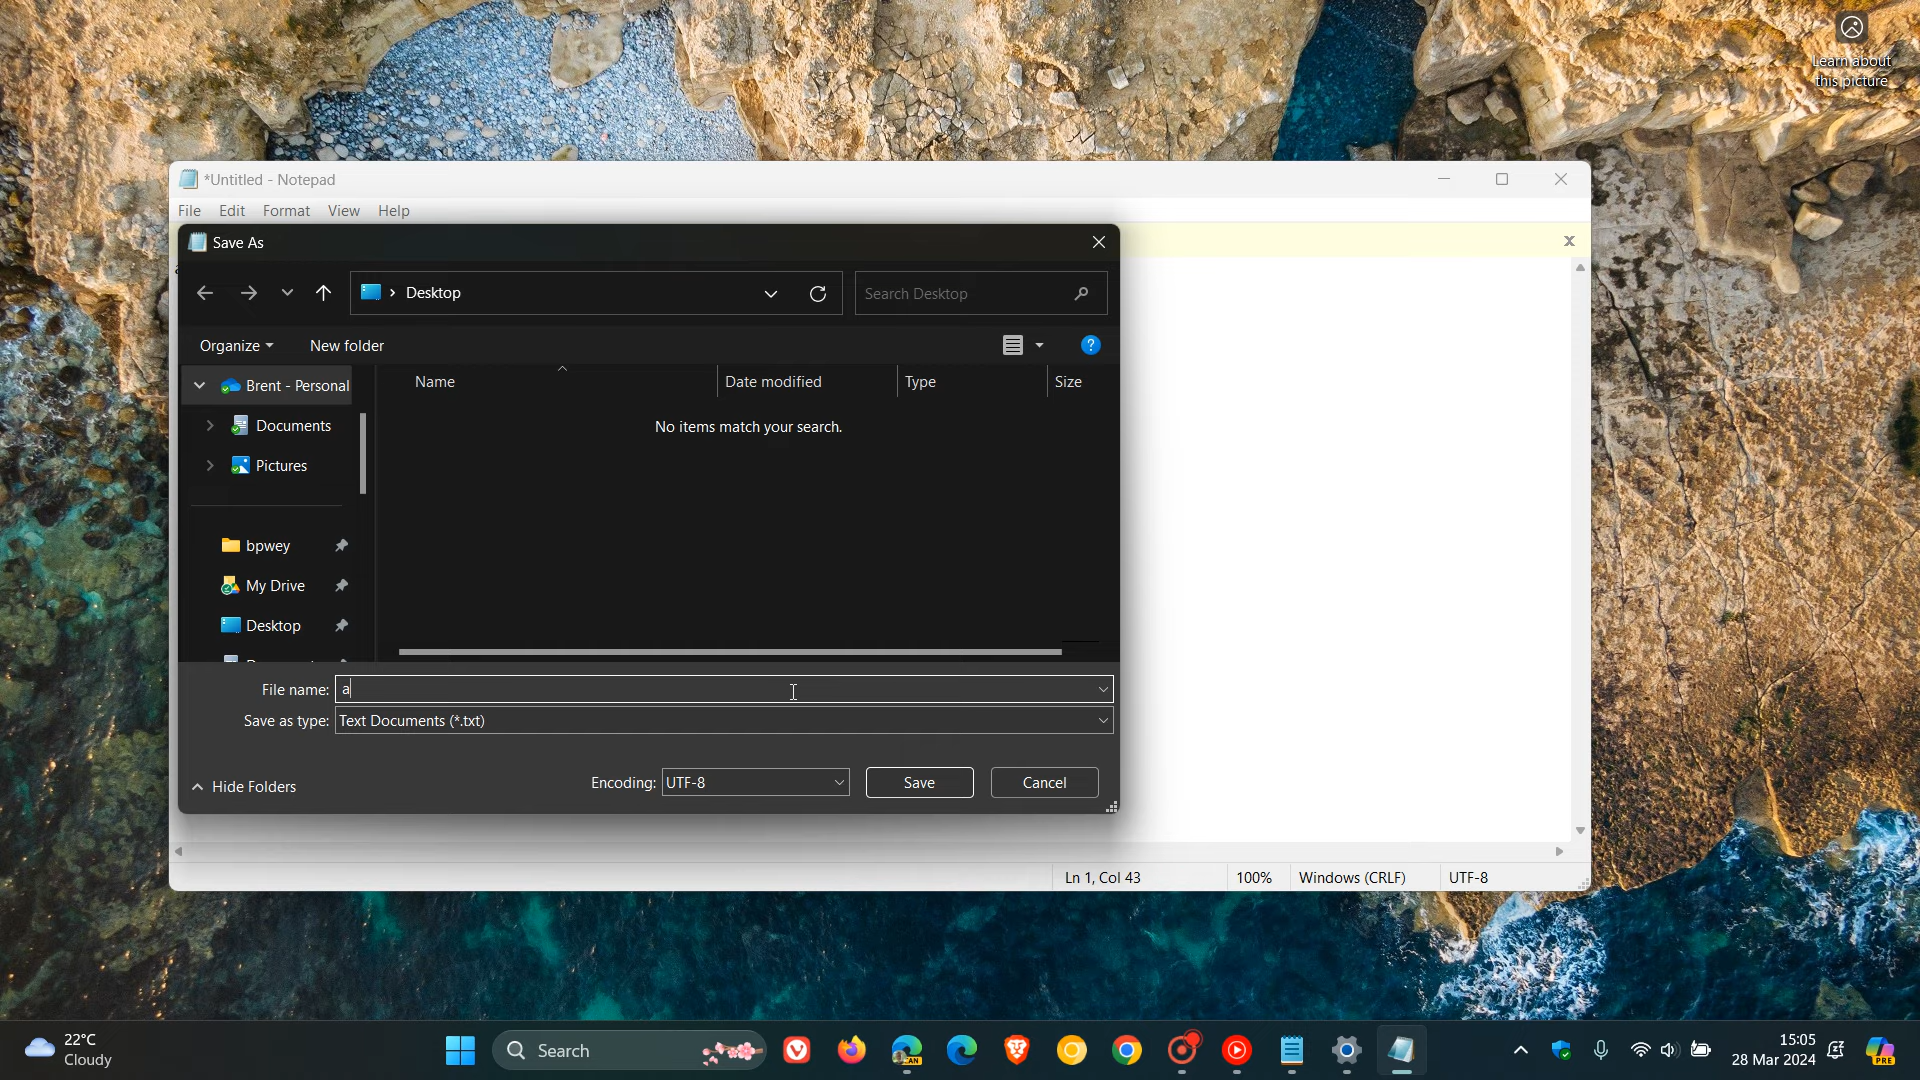 Learn about
this picture
*Untitled - Notepad
File Edit Format View Help
x
Save As
Desktop
Search Desktop
Organize New folder
?
Name Date modified Type Size
No items match your search.
Brent - Personal
Documents
Pictures
bpwey
My Drive
Desktop
File name: a
Save as type: Text Documents (*.txt)
Hide Folders
Encoding: UTF-8 Save Cancel
Ln 1, Col 43 100% Windows (CRLF) UTF-8
22°C
Cloudy
Search
CAN
15:05
28 Mar 2024
PRE